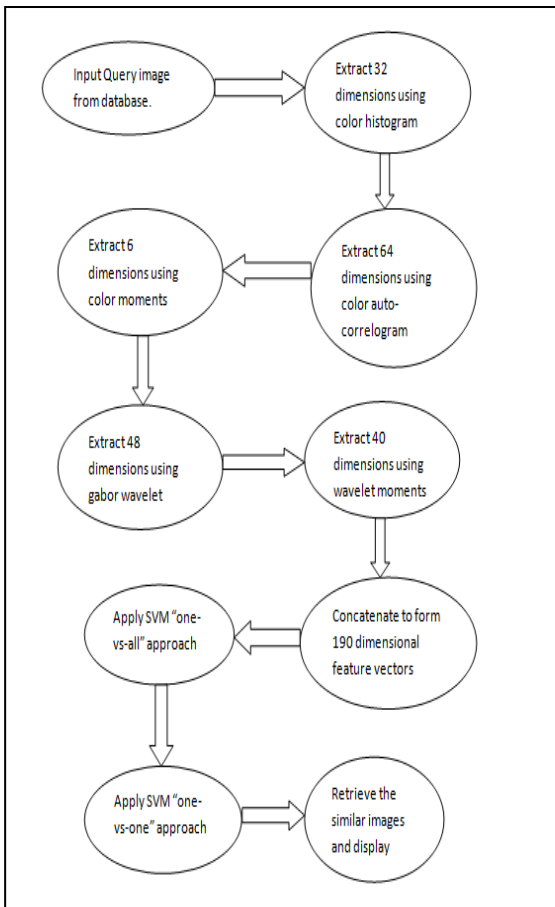 Input Query image
from database.
Extract 32
dimensions using
color histogram
Extract 64
dimensions using
color auto-
correlogram
Extract 6
dimensions using
color moments
Extract 48
dimensions using
gabor wavelet
Extract 40
dimensions using
wavelet moments
Concatenate to form
190 dimensional
feature vectors
Apply SVM "one-
vs-all" approach
Apply SVM "one-
vs-one" approach
Retrieve the
similar images
and display